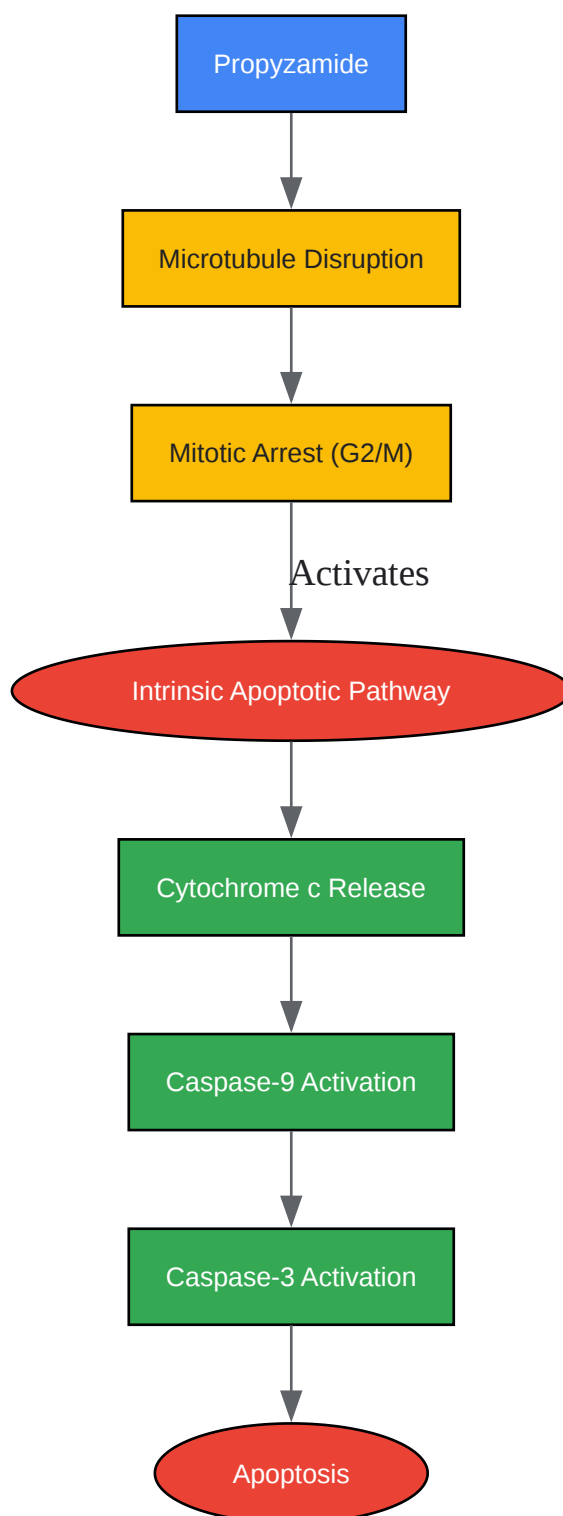 Propyzamide
Microtubule Disruption
Mitotic Arrest (G2/M)
Activates
Intrinsic Apoptotic Pathway
Cytochrome c Release
Caspase-9 Activation
Caspase-3 Activation
Apoptosis